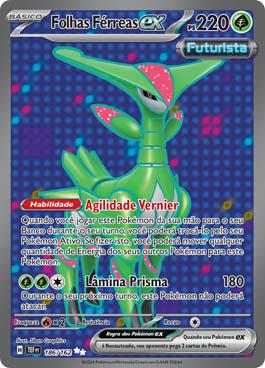 BÁSICO Folhas Férreas ex PS 220
Futurista
Habilidade Agilidade Vernier
Quando você jogar este Pokémon da sua mão para o seu
Banco durante o seu turno, você poderá trocá-lo pelo seu
Pokémon Ativo. Se fizer isto, você poderá mover qualquer
quantidade de Energia dos seus outros Pokémon para este
Pokémon.
Lâmina Prisma 180
Durante o seu próximo turno, este Pokémon não poderá
atacar.
Fraqueza x2 Resistência Recuo
Regra dos Pokémon ex
Quando seu Pokémon ex
é Nocauteado, seu oponente pega 2 cartas de Prêmio.
186/162
©2024 Pokémon/Nintendo/Creatures/GAME FREAK